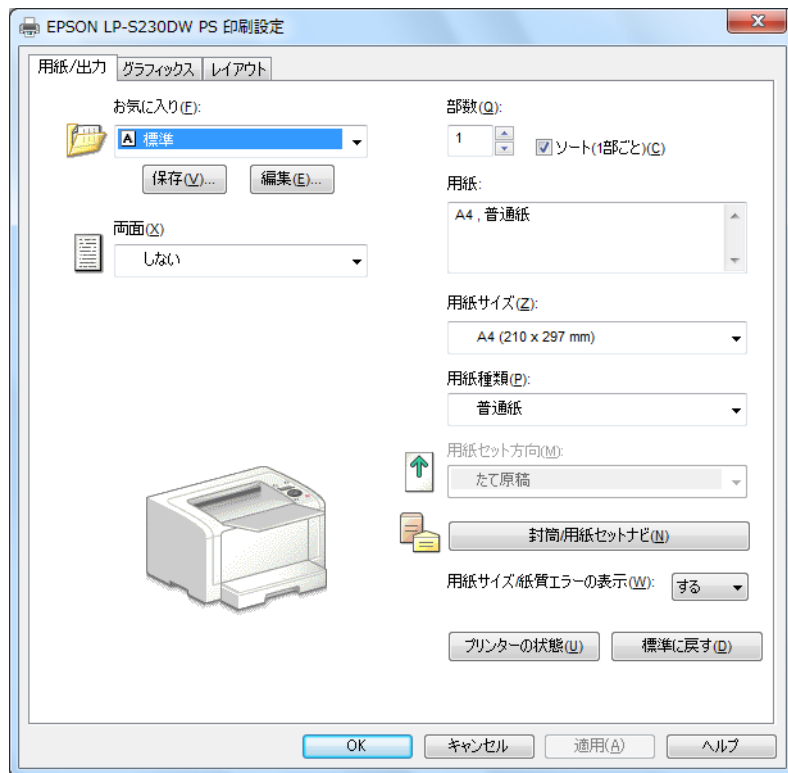 EPSON LP-S230DW PS 印刷設定
用紙/出力 グラフィックス レイアウト
お気に入り(F):
A 標準
保存(V)... 編集(E)...
両面(X)
しない
部数(Q):
1
ソート(1部ごと)(C)
用紙:
A4 , 普通紙
用紙サイズ(Z):
A4 (210 x 297 mm)
用紙種類(P):
普通紙
用紙セット方向(M):
たて原稿
封筒/用紙セットナビ(N)
用紙サイズ/紙質エラーの表示(W): する
プリンターの状態(U) 標準に戻す(D)
OK キャンセル 適用(A) ヘルプ